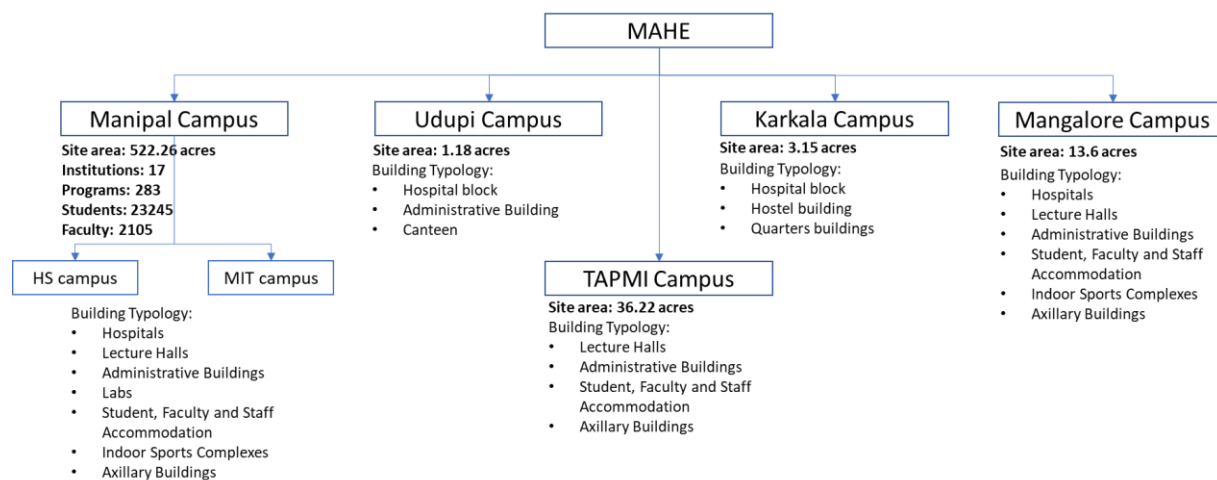 MAHE
Manipal Campus
Site area: 522.26 acres
Institutions: 17
Programs: 283
Students: 23245
Faculty: 2105
HS campus
MIT campus
Building Typology:
• Hospitals
• Lecture Halls
• Administrative Buildings
• Labs
• Student, Faculty and Staff
Accommodation
• Indoor Sports Complexes
• Axillary Buildings
Udupi Campus
Site area: 1.18 acres
Building Typology:
• Hospital block
• Administrative Building
• Canteen
TAPMI Campus
Site area: 36.22 acres
Building Typology:
• Lecture Halls
• Administrative Buildings
• Student, Faculty and Staff
Accommodation
• Axillary Buildings
Karkala Campus
Site area: 3.15 acres
Building Typology:
• Hospital block
• Hostel building
• Quarters buildings
Mangalore Campus
Site area: 13.6 acres
Building Typology:
• Hospitals
• Lecture Halls
• Administrative Buildings
• Student, Faculty and Staff
Accommodation
• Indoor Sports Complexes
• Axillary Buildings